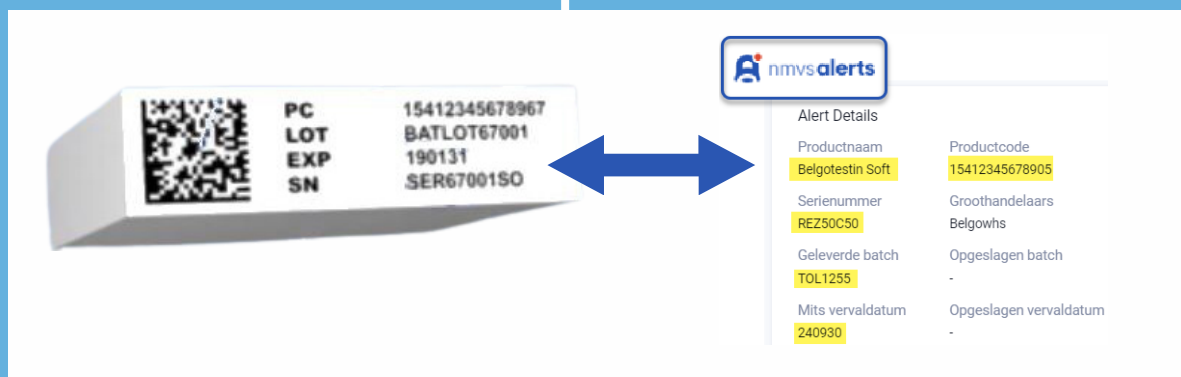 PC 15412345678967
LOT BATLOT67001
EXP 190131
SN SER67001SO
nmvsalerts
Alert Details
Productnaam Productcode
Belgotestin Soft 15412345678905
Serienummer Groothandelaars
REZ50C50 Belgowhs
Geleverde batch Opgeslagen batch
TOL1255 -
Mits vervaldatum Opgeslagen vervaldatum
240930 -